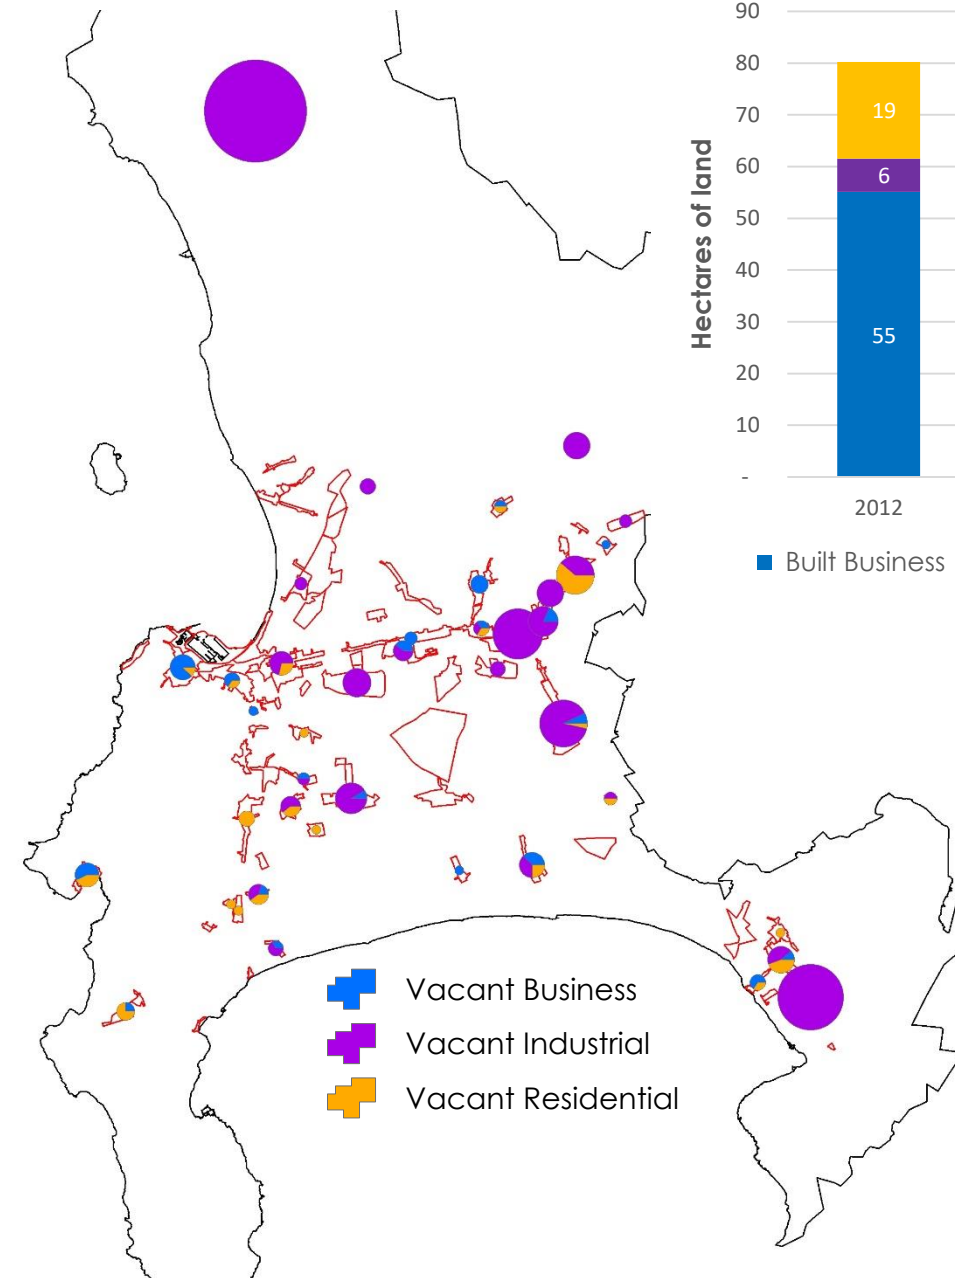 90
80
70
60
50
40
30
20
10
-
Hectares of land
19
6
55
2012
Built Business
Vacant Business
Vacant Industrial
Vacant Residential